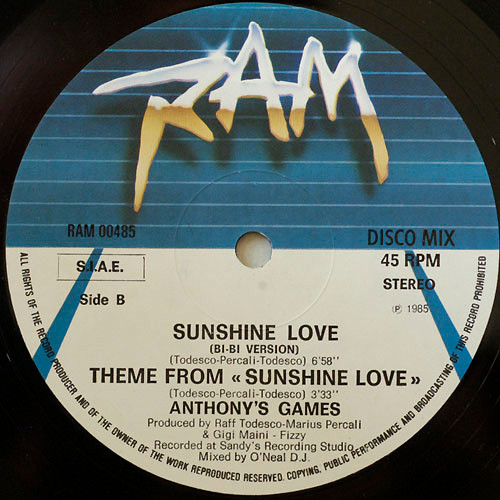 RAM
RAM 00485
DISCO MIX
S.I.A.E.
45 RPM
Side B
STEREO
℗ 1985
SUNSHINE LOVE
(BI-BI VERSION)
(Todesco-Percali-Todesco) 6'58''
THEME FROM «SUNSHINE LOVE»
(Todesco-Percali-Todesco) 3'33''
ANTHONY'S GAMES
Produced by Raff Todesco-Marius Percali
& Gigi Maini - Fizzy
Recorded at Sandy's Recording Studio
Mixed by O'Neal D.J.
ALL RIGHTS OF THE RECORD PRODUCER AND OF THE OWNER OF THE WORK REPRODUCED RESERVED. COPYING, PUBLIC PERFORMANCE AND BROADCASTING OF THIS RECORD PROHIBITED